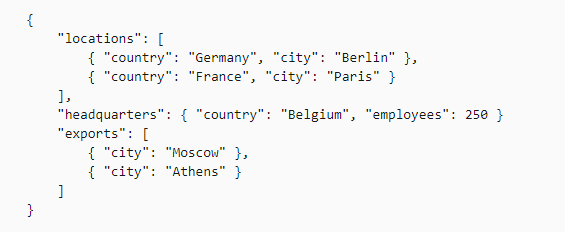 {
    "locations": [
        { "country": "Germany", "city": "Berlin" },
        { "country": "France", "city": "Paris" }
    ],
    "headquarters": { "country": "Belgium", "employees": 250 }
    "exports": [
        { "city": "Moscow" },
        { "city": "Athens" }
    ]
}